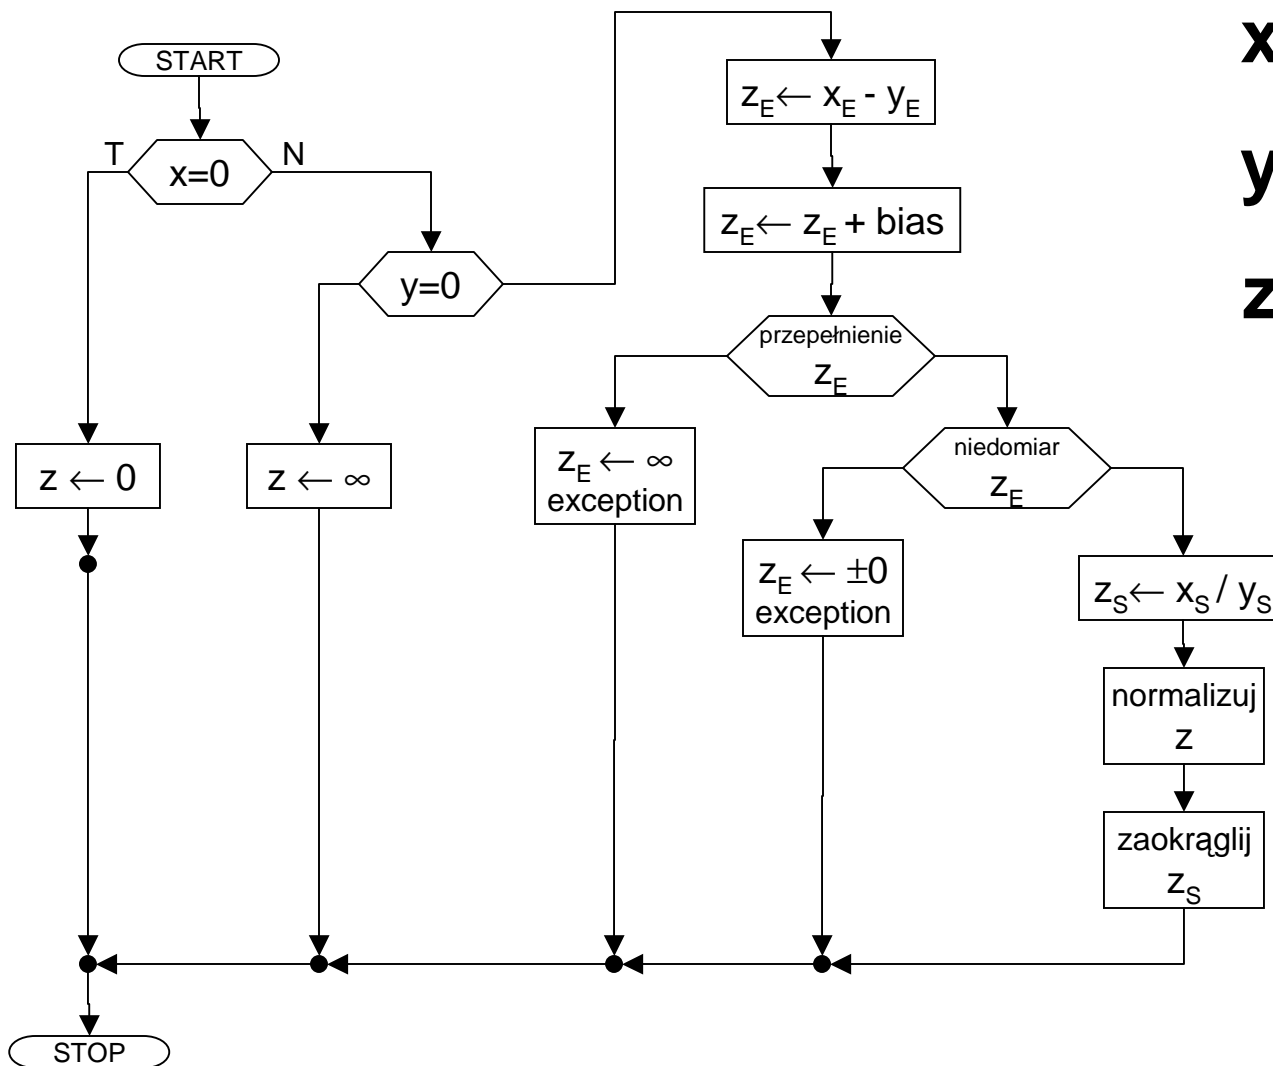 START
T
x=0
N
y=0
z_E ← x_E - y_E
z_E ← z_E + bias
przepełnienie
z_E
niedomiar
z_E
z ← 0
z ← ∞
z_E ← ∞
exception
z_E ← ±0
exception
z_S ← x_S / y_S
normalizuj
z
zaokrąglij
z_S
STOP
x
y
z